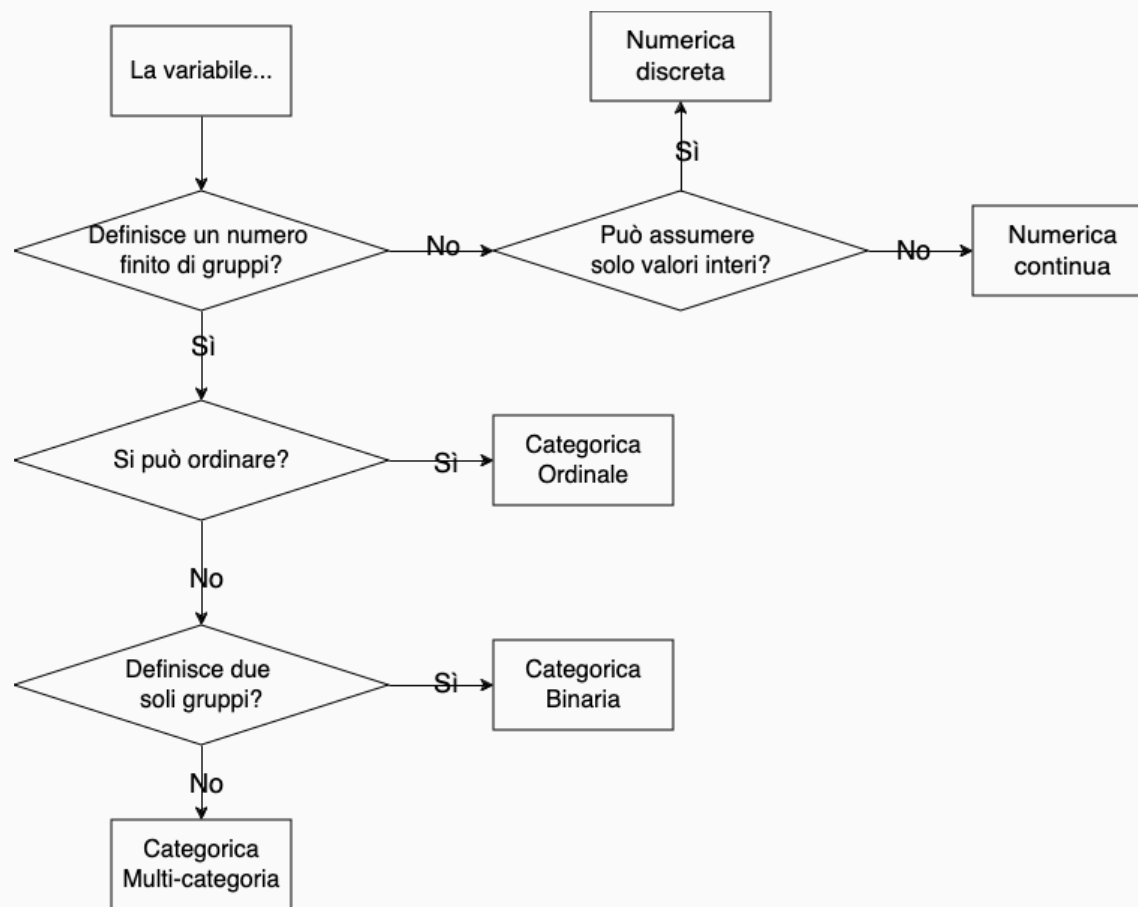 La variabile...
Numerica
discreta
Sì
Definisce un numero
finito di gruppi?
No
Può assumere
solo valori interi?
No
Numerica
continua
Sì
Si può ordinare?
Sì
Categorica
Ordinale
No
Definisce due
soli gruppi?
Sì
Categorica
Binaria
No
Categorica
Multi-categoria